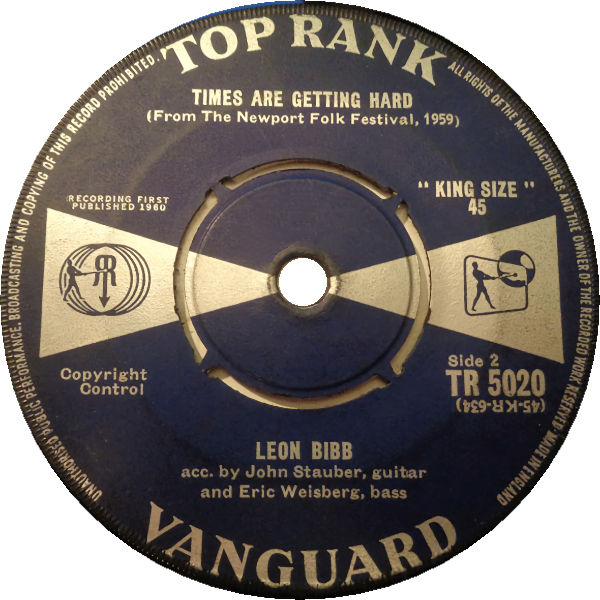 TOP RANK
TIMES ARE GETTING HARD
(From The Newport Folk Festival, 1959)
RECORDING FIRST
PUBLISHED 1960
" KING SIZE "
45
RR
Copyright
Control
Side 2
TR 5020
(45-KR-634)
LEON BIBB
acc. by John Stauber, guitar
and Eric Weisberg, bass
VANGUARD
UNAUTHORISED PUBLIC PERFORMANCE, BROADCASTING AND COPYING OF THIS RECORD PROHIBITED.
ALL RIGHTS OF THE MANUFACTURERS AND THE OWNER OF THE RECORDED WORK RESERVED. MADE IN ENGLAND